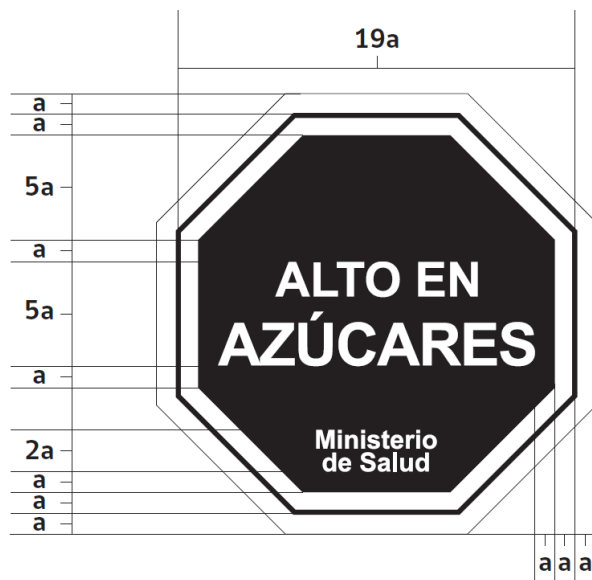 19a
a
a
5a
a
5a
a
2a
a
a
a
ALTO EN
AZÚCARES
Ministerio
de Salud
a a a